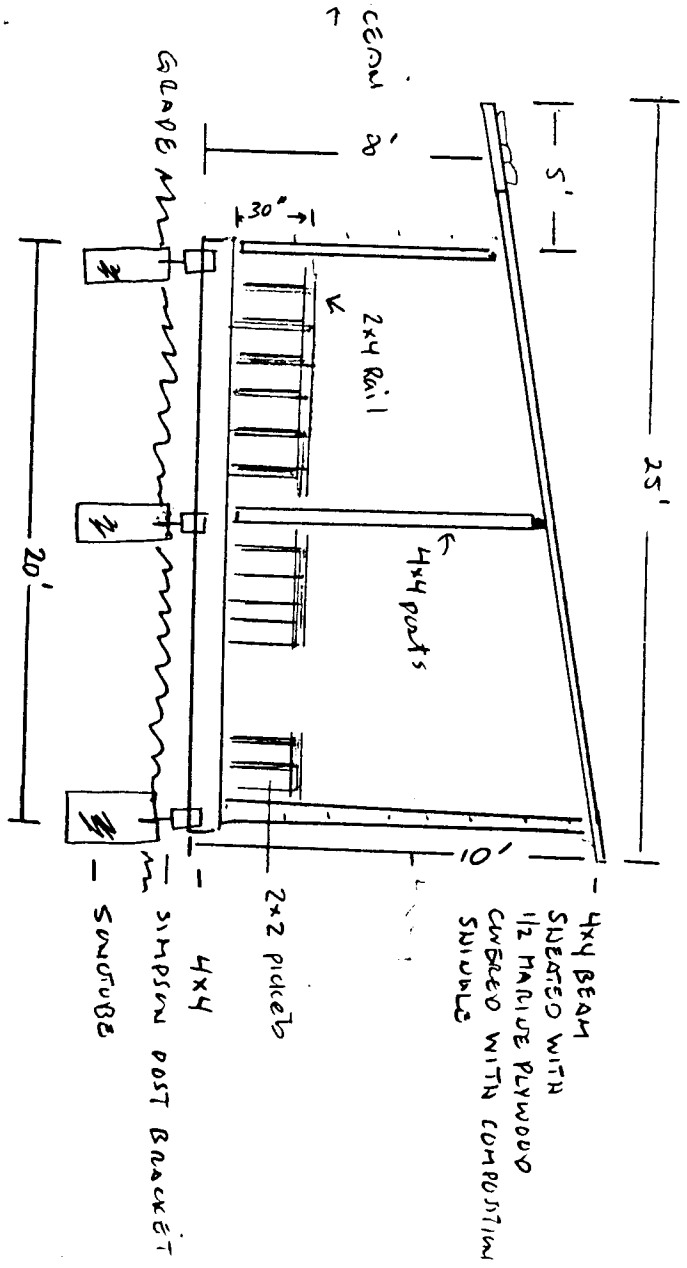 25'
5'
CEDAR
8'
30"
2x4 Rail
4x4 posts
10'
4x4 BEAM
SHEATED WITH
1/2 MARINE PLYWOOD
COVERED WITH COMPOSITION
SHINGLE
2x2 pickets
GRADE
4x4
SIMPSON POST BRACKET
SONOTUBE
20'